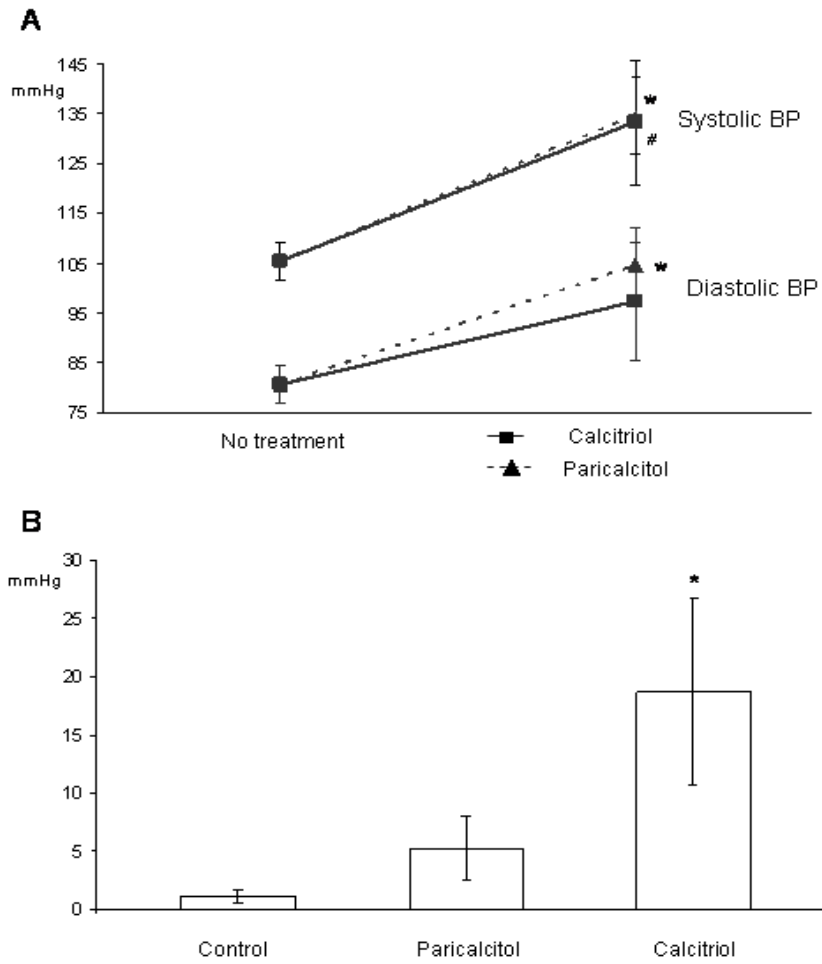 A
mmHg
145
135
125
115
105
95
85
75
*
#
Systolic BP
*
Diastolic BP
No treatment
Calcitriol
Paricalcitol
B
mmHg
30
25
20
15
10
5
0
*
Control
Paricalcitol
Calcitriol